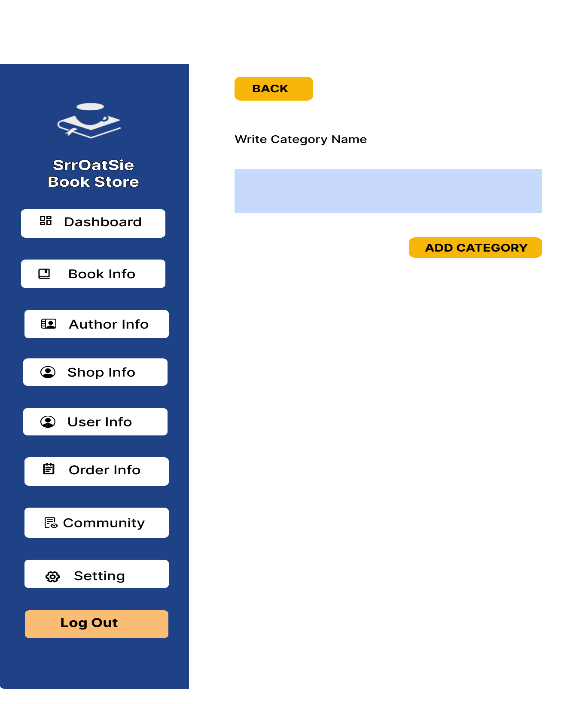 SrrOatSie
Book Store
Dashboard
Book Info
Author Info
Shop Info
User Info
Order Info
Community
Setting
Log Out
BACK
Write Category Name
ADD CATEGORY